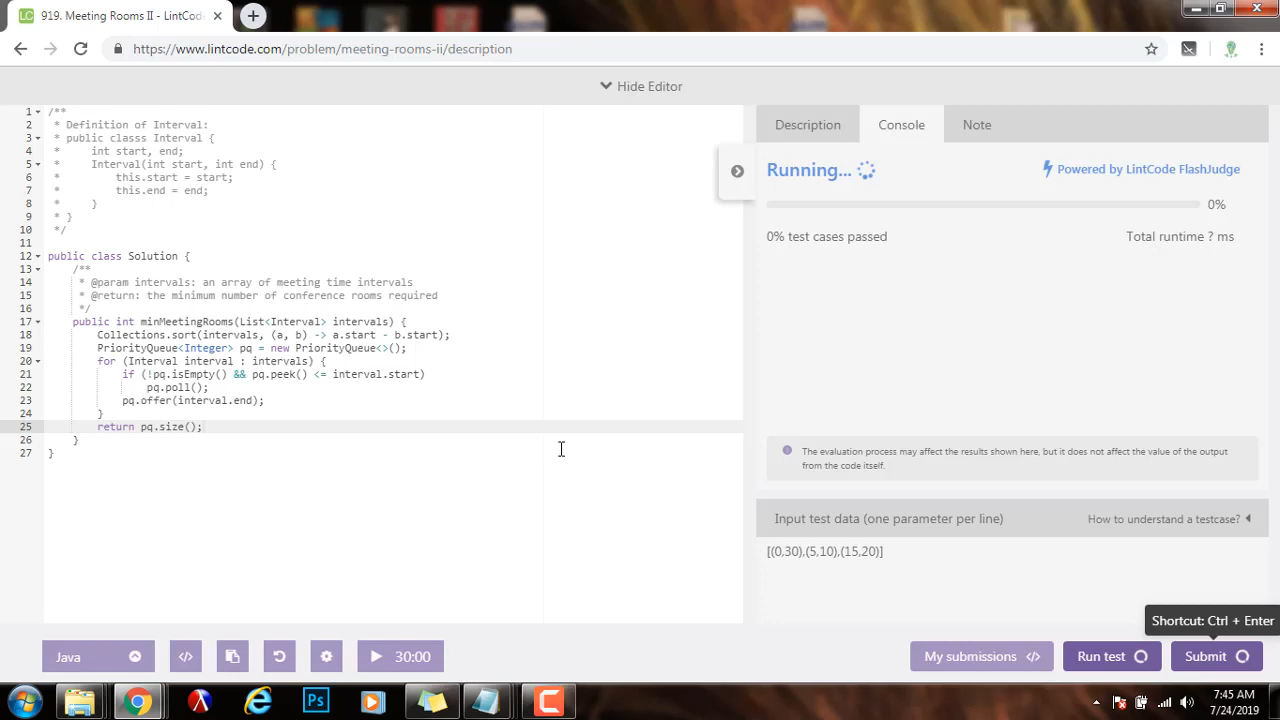 919. Meeting Rooms II - LintCod
https://www.lintcode.com/problem/meeting-rooms-ii/description
Hide Editor
1 /**
2 * Definition of Interval:
3 * public classs Interval {
4 *     int start, end;
5 *     Interval(int start, int end) {
6 *         this.start = start;
7 *         this.end = end;
8 *     }
9 * }
10 */
11
12 public class Solution {
13     /**
14      * @param intervals: an array of meeting time intervals
15      * @return: the minimum number of conference rooms required
16      */
17     public int minMeetingRooms(List<Interval> intervals) {
18         Collections.sort(intervals, (a, b) -> a.start - b.start);
19         PriorityQueue<Integer> pq = new PriorityQueue<>();
20         for (Interval interval : intervals) {
21             if (!pq.isEmpty() && pq.peek() <= interval.start)
22                 pq.poll();
23             pq.offer(interval.end);
24         }
25         return pq.size();
26     }
27 }
Description Console Note
Running... Powered by LintCode FlashJudge
0%
0% test cases passed Total runtime ? ms
The evaluation process may affect the results shown here, but it does not affect the value of the output
from the code itself.
Input test data (one parameter per line) How to understand a testcase?
[(0,30),(5,10),(15,20)]
Shortcut: Ctrl + Enter
Java </> 30:00 My submissions </> Run test Submit
Ps
7:45 AM
7/24/2019